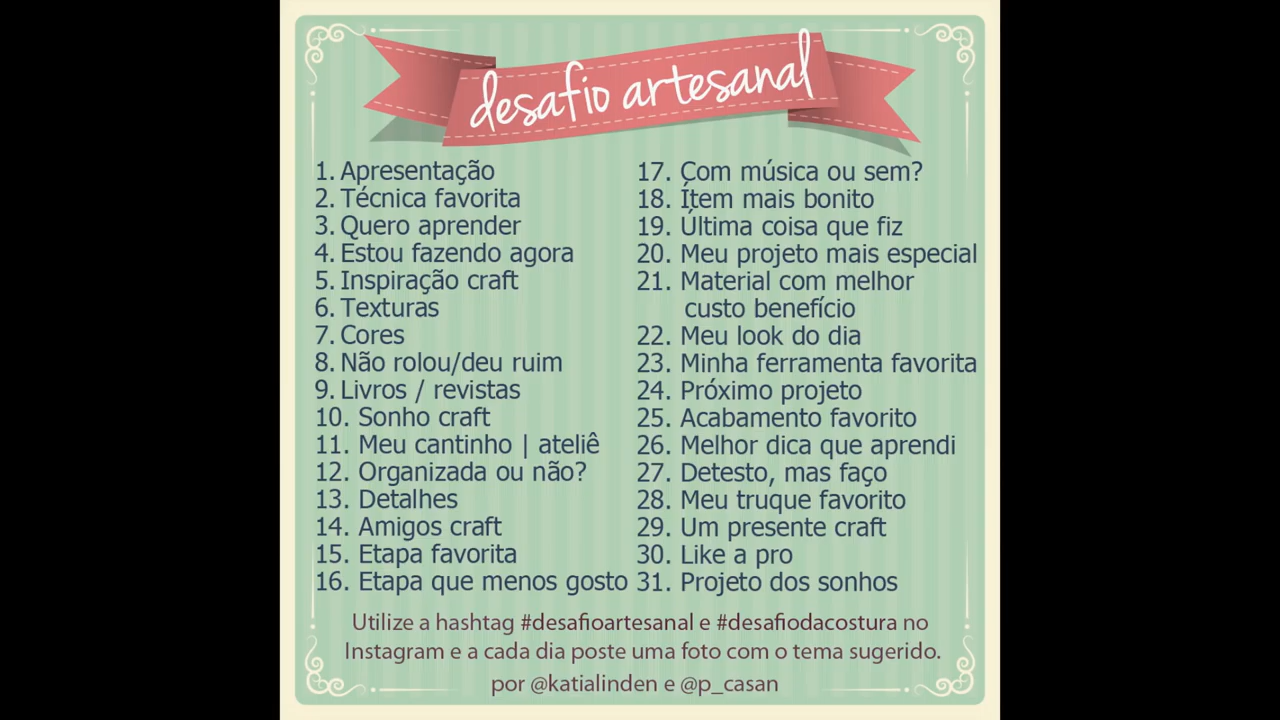 desafio artesanal
1. Apresentação
2. Técnica favorita
3. Quero aprender
4. Estou fazendo agora
5. Inspiração craft
6. Texturas
7. Cores
8. Não rolou/deu ruim
9. Livros / revistas
10. Sonho craft
11. Meu cantinho | ateliê
12. Organizada ou não?
13. Detalhes
14. Amigos craft
15. Etapa favorita
16. Etapa que menos gosto
17. Com música ou sem?
18. Ítem mais bonito
19. Última coisa que fiz
20. Meu projeto mais especial
21. Material com melhor
custo benefício
22. Meu look do dia
23. Minha ferramenta favorita
24. Próximo projeto
25. Acabamento favorito
26. Melhor dica que aprendi
27. Detesto, mas faço
28. Meu truque favorito
29. Um presente craft
30. Like a pro
31. Projeto dos sonhos
Utilize a hashtag #desafioartesanal e #desafiodacostura no
Instagram e a cada dia poste uma foto com o tema sugerido.
por @katialinden e @p_casan